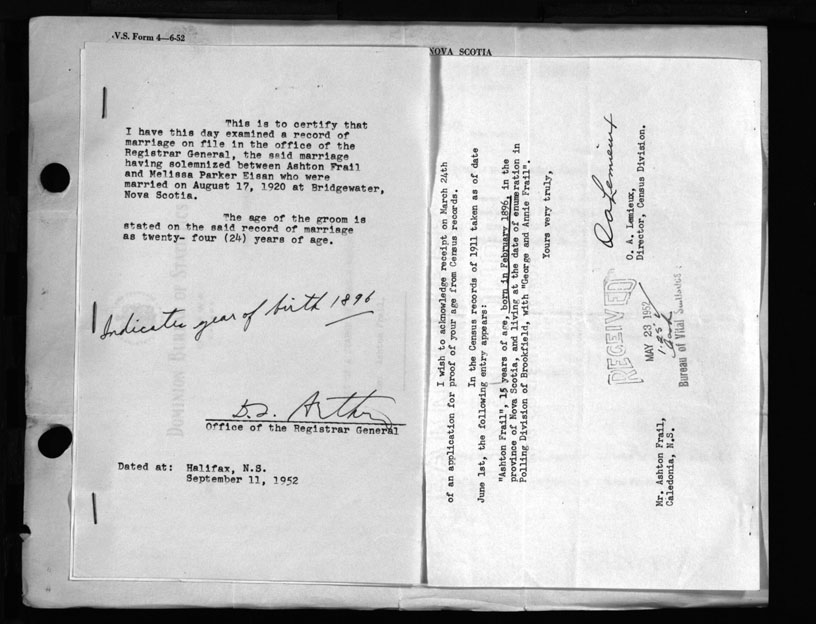 V.S. Form 4—6-52
NOVA SCOTIA
This is to certify that
I have this day examined a record of
marriage on file in the office of the
Registrar General, the said marriage
having solemnized between Ashton Frail
and Melissa Parker Eisan who were
married on August 17, 1920 at Bridgewater,
Nova Scotia.
The age of the groom is
stated on the said record of marriage
as twenty- four (24) years of age.
Indicates year of birth 1896
Office of the Registrar General
Dated at: Halifax, N.S.
September 11, 1952
I wish to acknowledge receipt on March 24th
of an application for proof of your age from Census records.
In the Census records of 1911 taken as of date
June 1st, the following entry appears:
"Ashton Frail", 15 years of age, born in February 1896, in the
province of Nova Scotia, and living at the date of enumeration in
Polling Division of Brookfield, with "George and Annie Frail".
Yours very truly,
O A Lemieux
O. A. Lemieux,
Director, Census Division.
RECEIVED
MAY 23 1952
Bureau of Vital Statistics
Mr. Ashton Frail,
Caledonia, N.S.